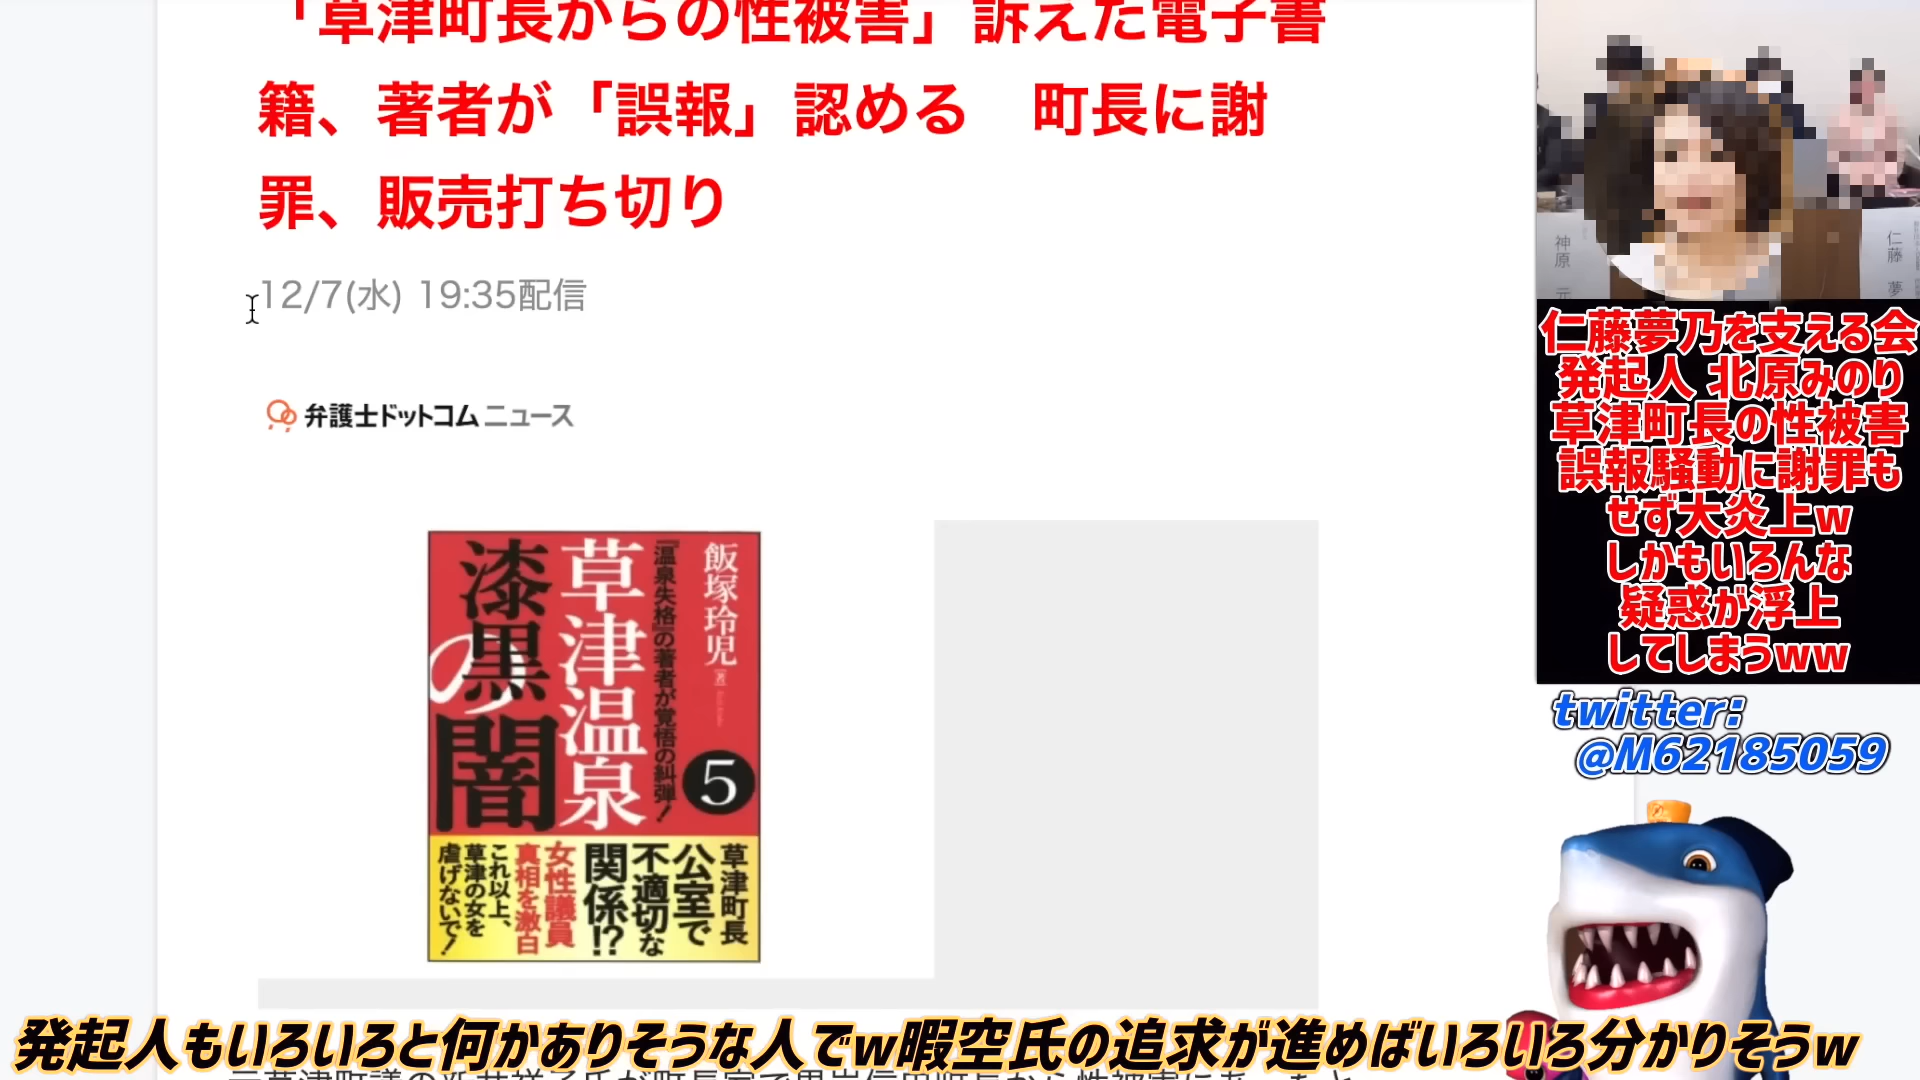 「草津町長からの性被害」訴えた電子書
籍、著者が「誤報」認める　町長に謝
罪、販売打ち切り
12/7(水) 19:35配信
弁護士ドットコムニュース
飯塚玲児
『温泉失格』の著者が覚悟の糾弾!
草津温泉
漆黒の闇
5
草津町長
公室で
不適切な
関係!?
女性議員
真相を激白
これ以上、
草津の女を
虐げないで!
神原 元
仁藤 夢
仁藤夢乃を支える会
発起人 北原みのり
草津町長の性被害
誤報騒動に謝罪も
せず大炎上w
しかもいろんな
疑惑が浮上
してしまうww
twitter:
@M62185059
発起人もいろいろと何かありそうな人でw暇空氏の追求が進めばいろいろ分かりそうw